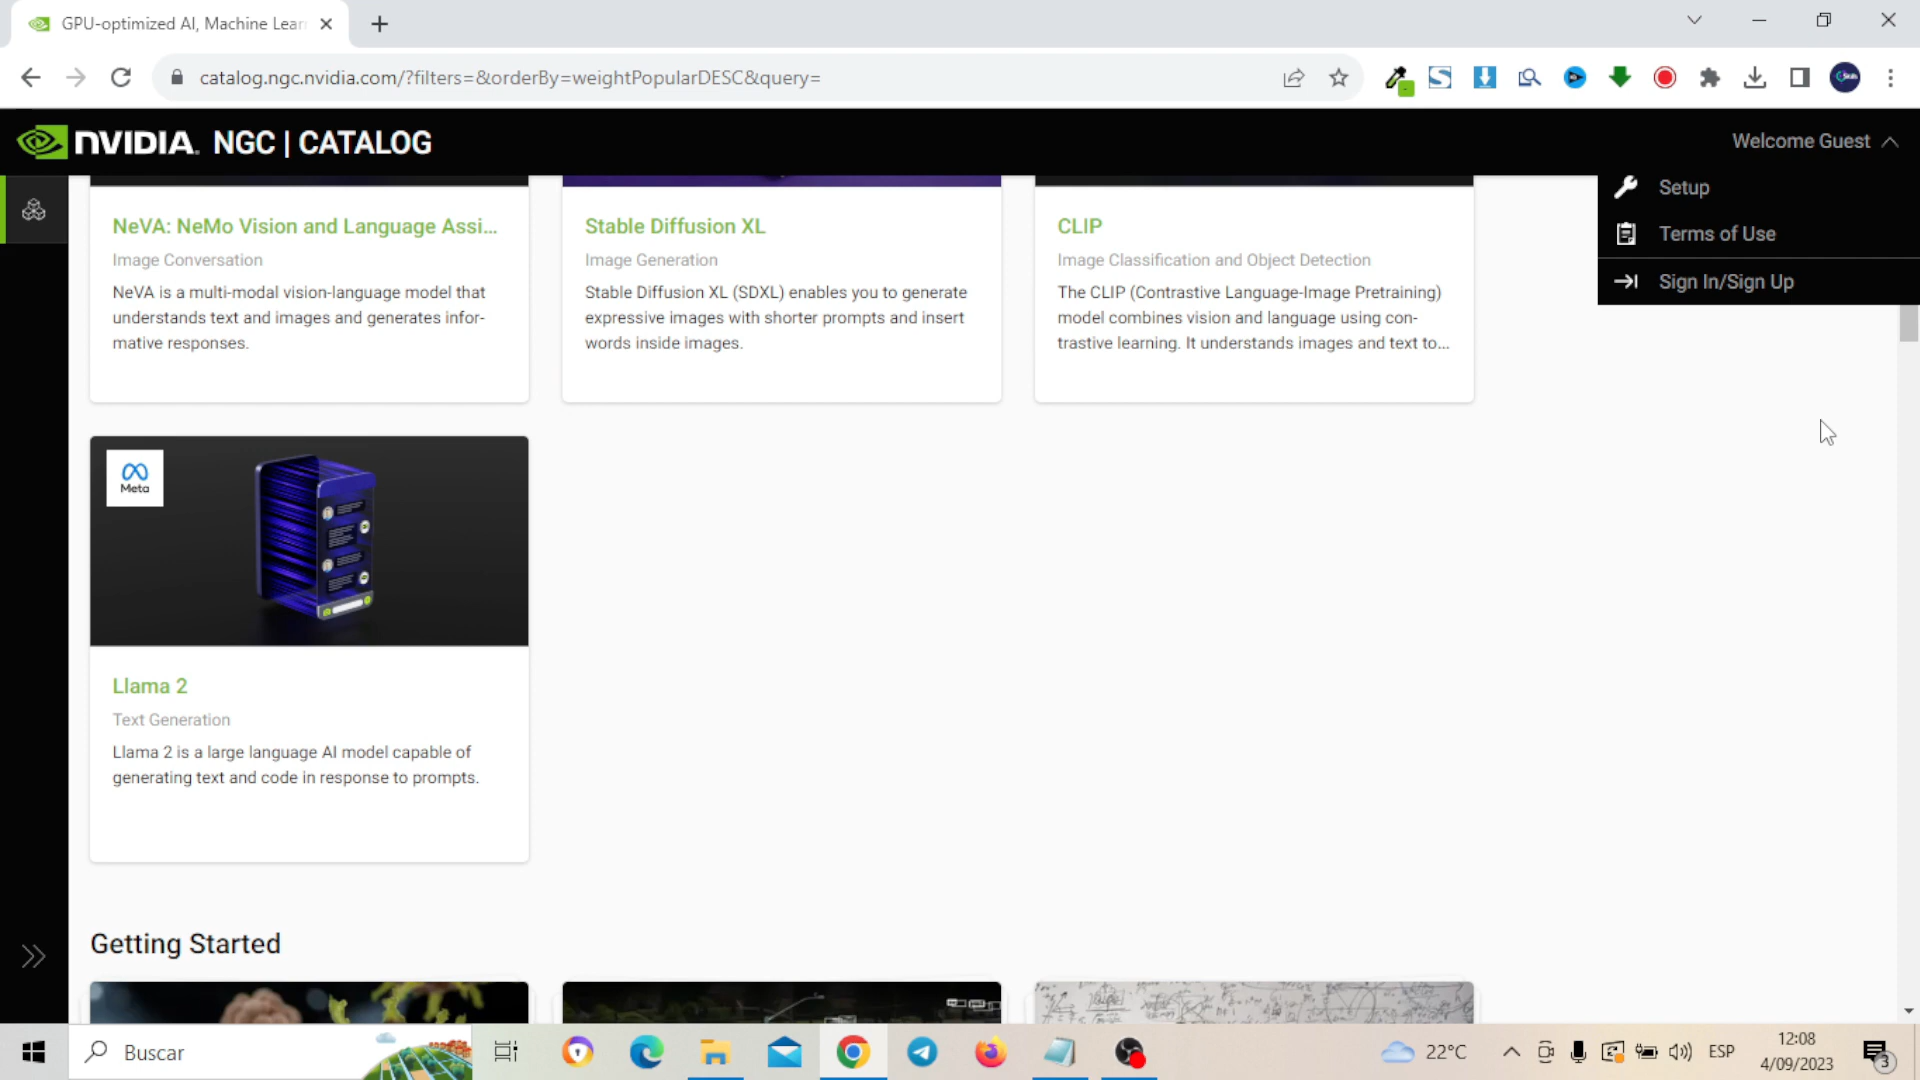 GPU-optimized AI, Machine Lear
catalog.ngc.nvidia.com/?filters=&orderBy=weightPopularDESC&query=
NVIDIA. NGC | CATALOG
Welcome Guest
Setup
Terms of Use
Sign In/Sign Up
NeVA: NeMo Vision and Language Assi...
Image Conversation
NeVA is a multi-modal vision-language model that
understands text and images and generates infor-
mative responses.
Stable Diffusion XL
Image Generation
Stable Diffusion XL (SDXL) enables you to generate
expressive images with shorter prompts and insert
words inside images.
CLIP
Image Classification and Object Detection
The CLIP (Contrastive Language-Image Pretraining)
model combines vision and language using con-
trastive learning. It understands images and text to...
Meta
Llama 2
Text Generation
Llama 2 is a large language AI model capable of
generating text and code in response to prompts.
Getting Started
Buscar
22°C
ESP
12:08
4/09/2023
3